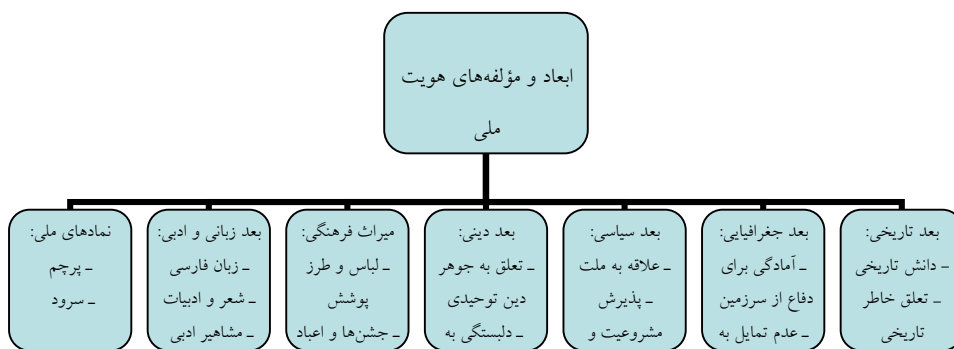 ابعاد و مؤلفه‌های هویت
ملی
بعد تاریخی:
- دانش تاریخی
ـ تعلق خاطر
تاریخی
بعد جغرافیایی:
ـ آمادگی برای
دفاع از سرزمین
ـ عدم تمایل به
بعد سیاسی:
ـ علاقه به ملت
ـ پذیرش
مشروعیت و
بعد دینی:
ـ تعلق به جوهر
دین توحیدی
ـ دلبستگی به
میراث فرهنگی:
ـ لباس و طرز
پوشش
ـ جشن‌ها و اعیاد
بعد زبانی و ادبی:
ـ زبان فارسی
ـ شعر و ادبیات
ـ مشاهیر ادبی
نمادهای ملی:
ـ پرچم
ـ سرود